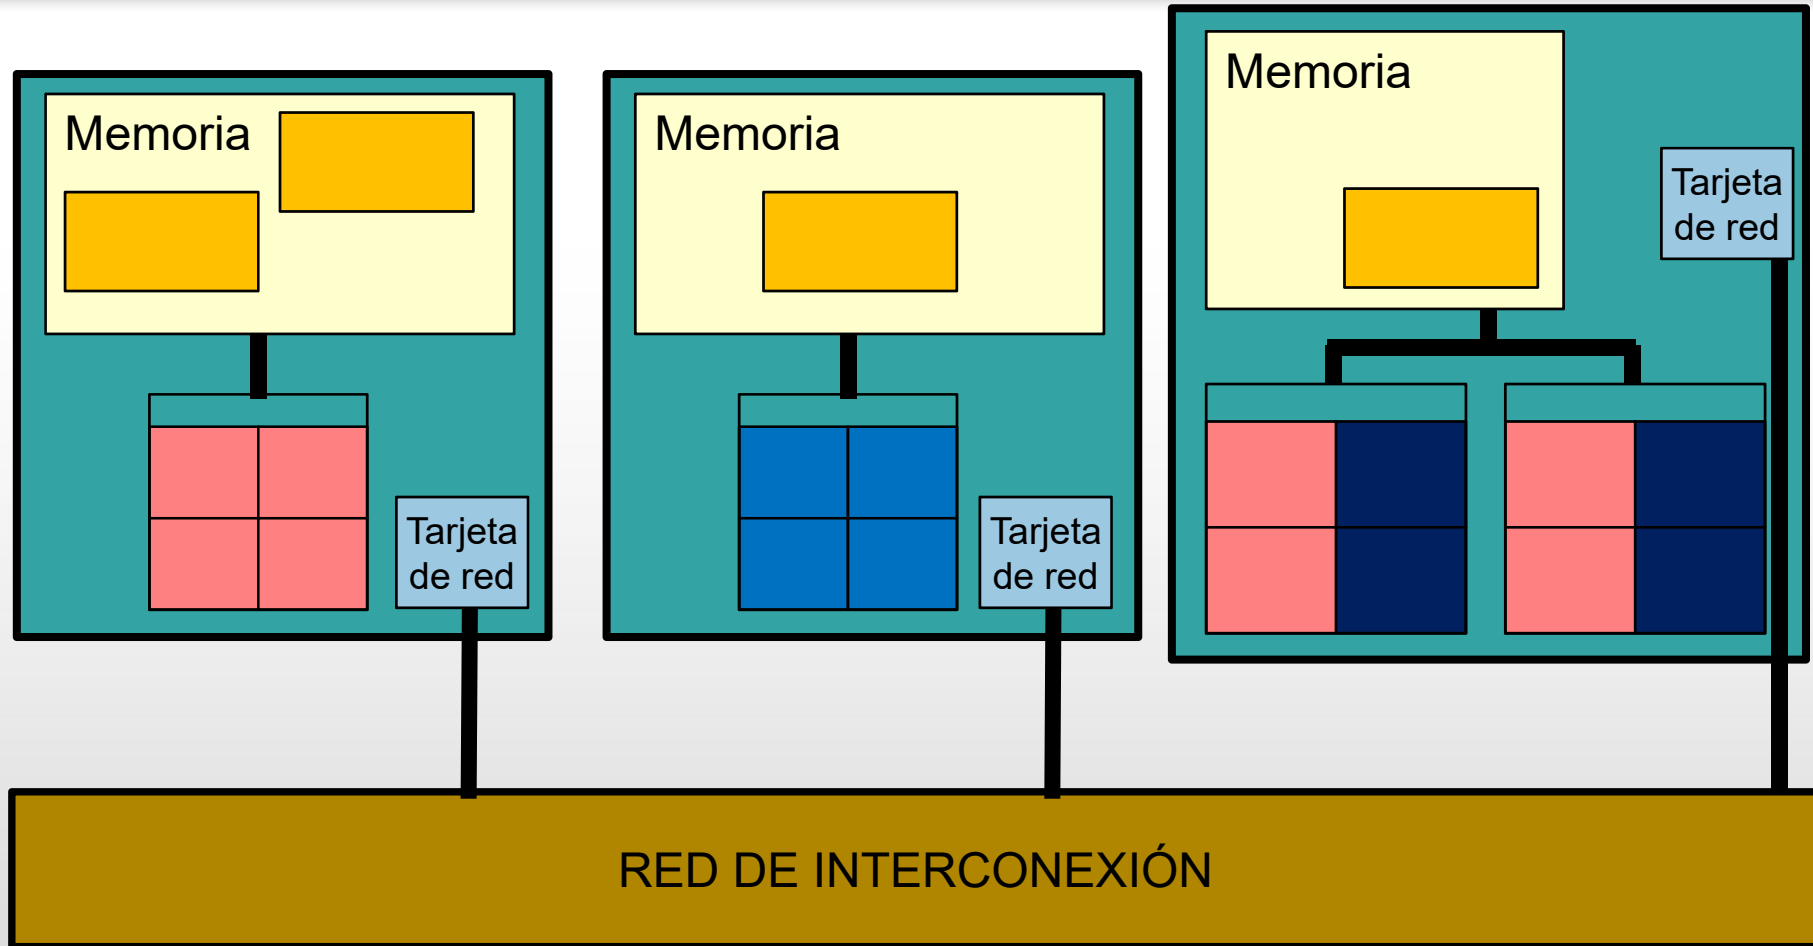 Memoria
Tarjeta
de red
Memoria
Tarjeta
de red
Memoria
Tarjeta
de red
RED DE INTERCONEXIÓN